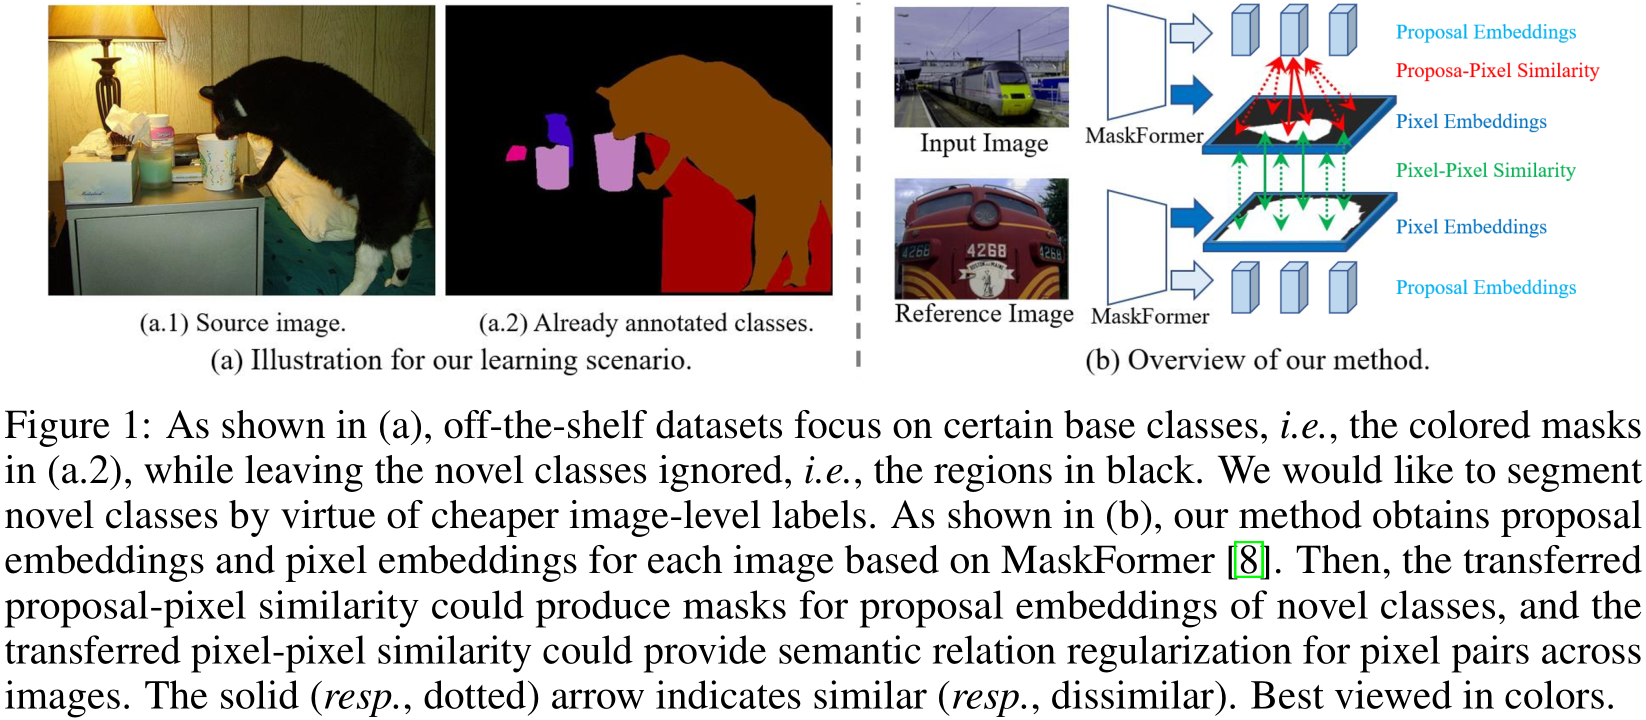 Input Image
Reference Image
4268
4268
4268
BOSTON and MAINE
MaskFormer
MaskFormer
Proposal Embeddings
Proposa-Pixel Similarity
Pixel Embeddings
Pixel-Pixel Similarity
Pixel Embeddings
Proposal Embeddings
(a.1) Source image.
(a.2) Already annotated classes.
(a) Illustration for our learning scenario.
(b) Overview of our method.
Figure 1: As shown in (a), off-the-shelf datasets focus on certain base classes, i.e., the colored masks
in (a.2), while leaving the novel classes ignored, i.e., the regions in black. We would like to segment
novel classes by virtue of cheaper image-level labels. As shown in (b), our method obtains proposal
embeddings and pixel embeddings for each image based on MaskFormer [8]. Then, the transferred
proposal-pixel similarity could produce masks for proposal embeddings of novel classes, and the
transferred pixel-pixel similarity could provide semantic relation regularization for pixel pairs across
images. The solid (resp., dotted) arrow indicates similar (resp., dissimilar). Best viewed in colors.